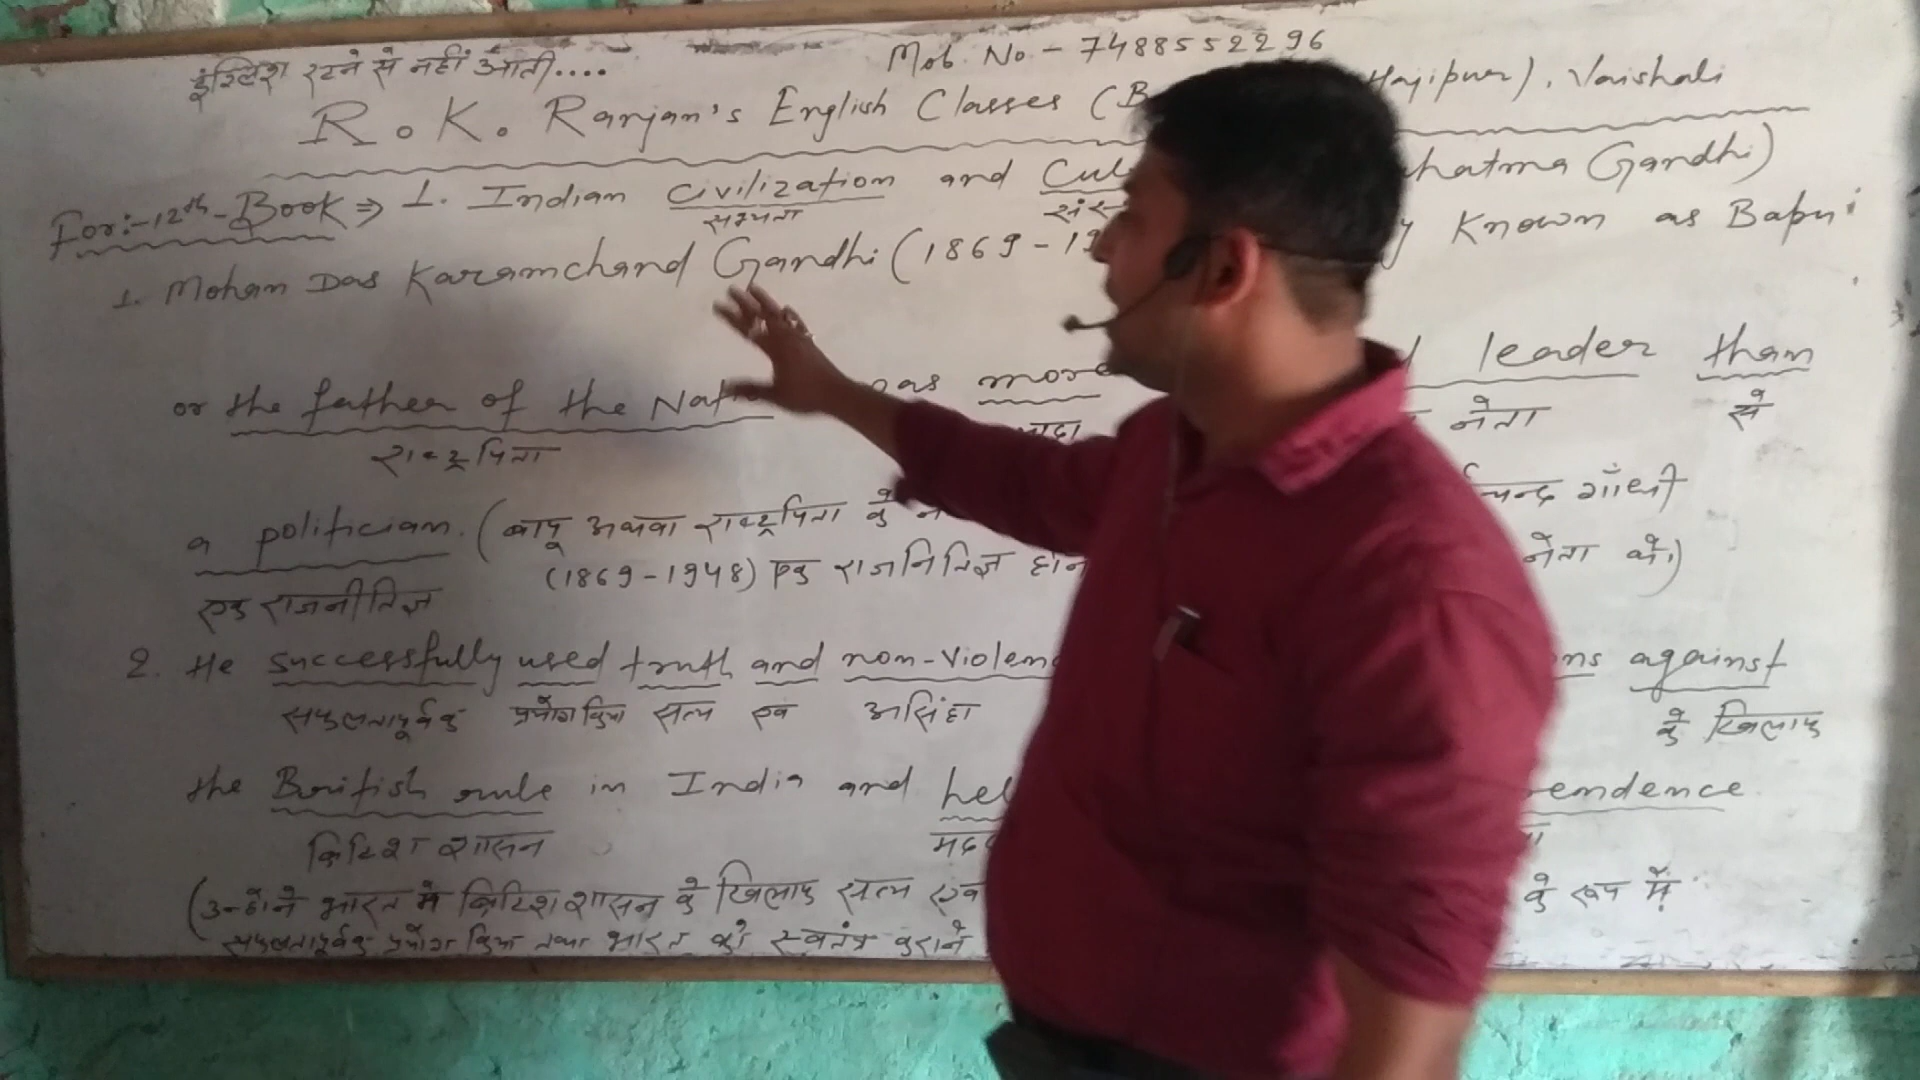 इंग्लिश रटने से नहीं आती....
Mob. No - 7488552296
R. K. Ranjan's English Classes (B Hajipur), Vaishali
For:- 12th - Book ⇒ 1. Indian civilization and Cul hatma Gandhi)
सभ्यता
1. Mohan Das Karamchand Gandhi (1869 - 19 y Known as Bapu
or the father of the Natio as more leader than
राष्ट्रपिता नेता से
a politician. (बापू अथवा राष्ट्रपिता के न चन्द गाँधी
एक राजनीतिज्ञ
(1869-1948) एक राजनितिज्ञ होन नेता थे।)
2. He successfully used truth and non-violen ns against
सफलतापूर्वक प्रयोग किया सत्य एवं असिंहा के खिलाफ
the British rule in India and hel endence
ब्रिटिश शासन मदद
(उन्होंने भारत में ब्रिटिश शासन के खिलाफ सत्य एवं के रूप में
सफलतापूर्वक प्रयोग किया तथा भारत को स्वतंत्र कराने